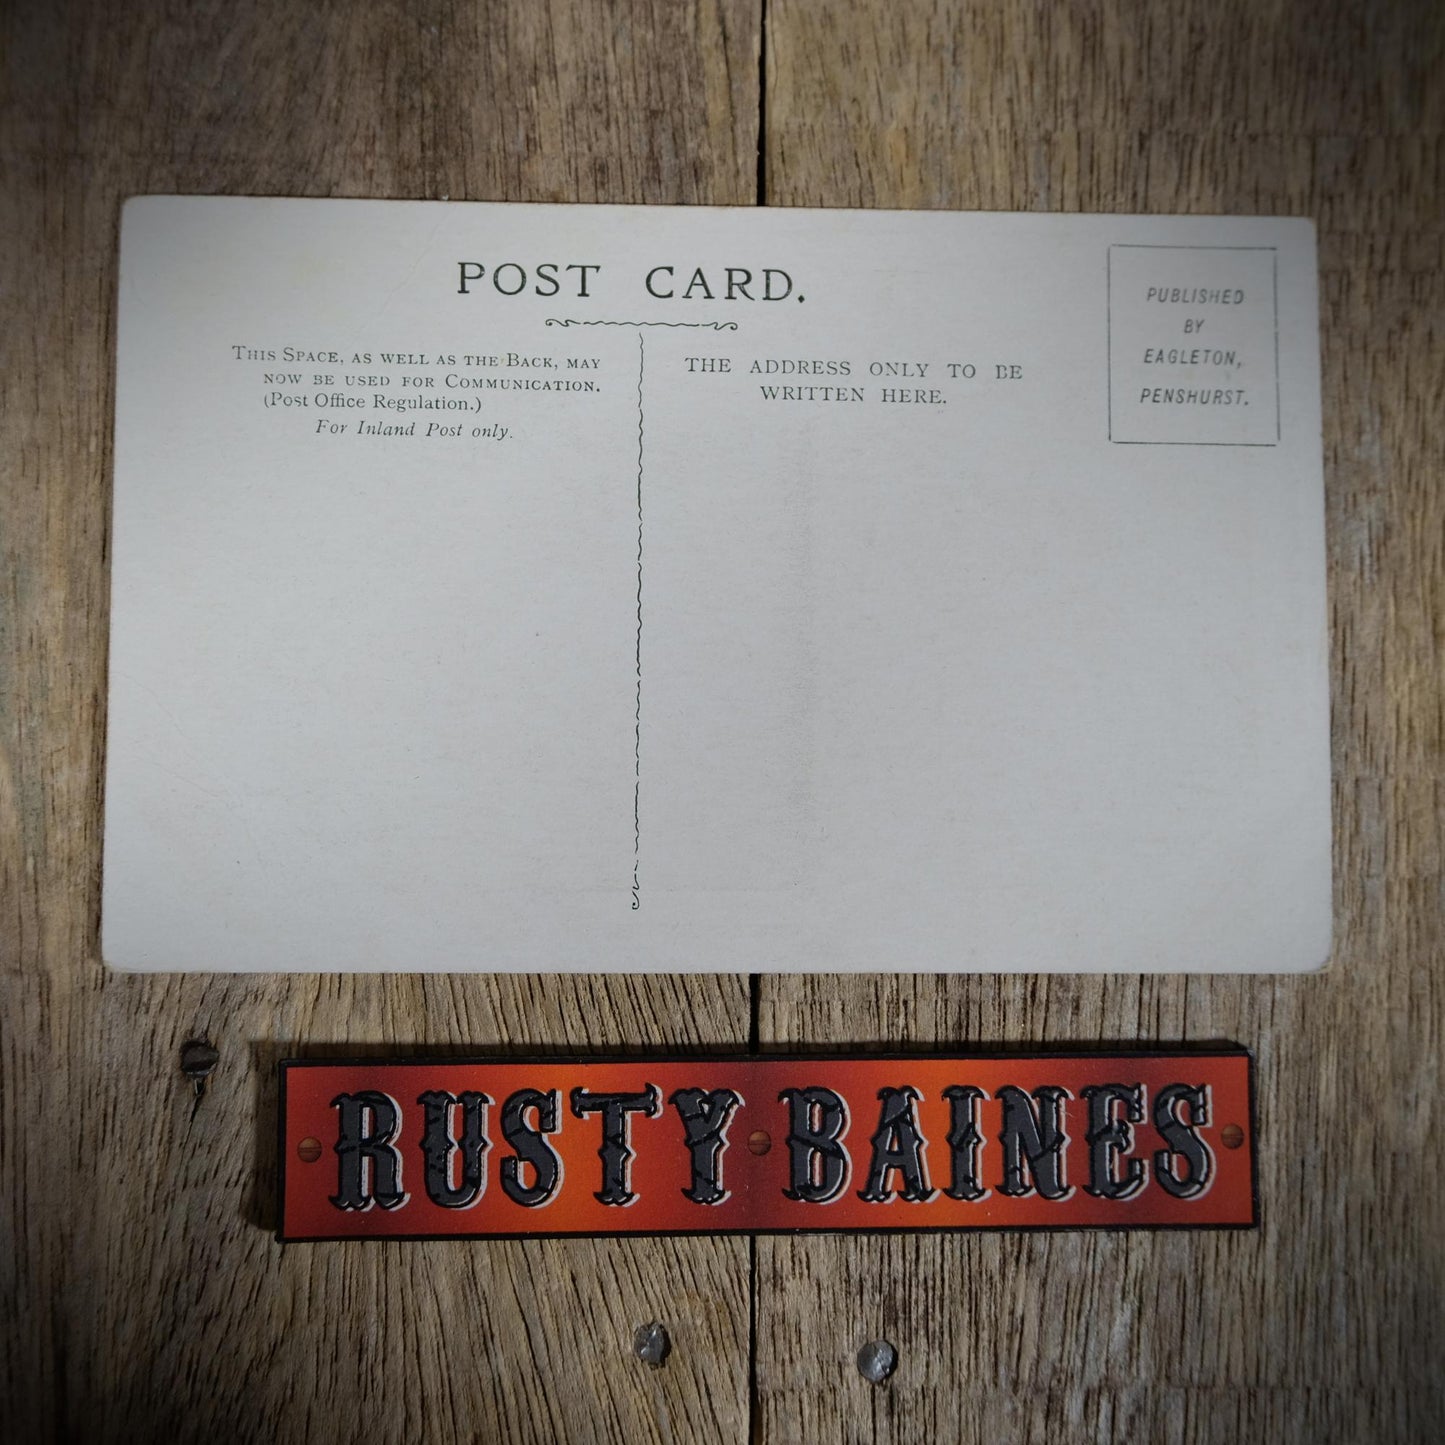 POST CARD.
THIS SPACE, AS WELL AS THE BACK, MAY
NOW BE USED FOR COMMUNICATION.
(Post Office Regulation.)
For Inland Post only.
THE ADDRESS ONLY TO BE
WRITTEN HERE.
PUBLISHED
BY
EAGLETON,
PENSHURST.
RUSTY BAINES